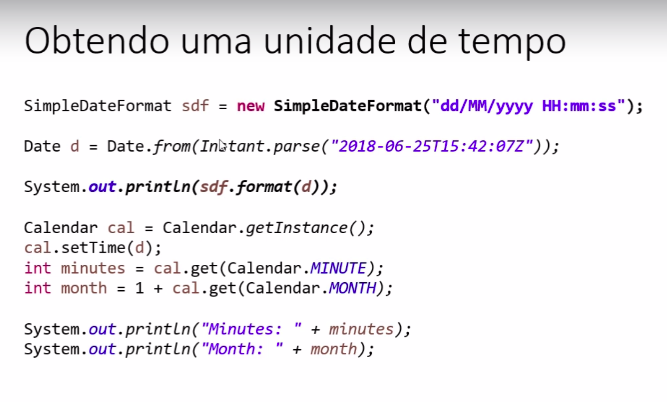 Obtendo uma unidade de tempo
SimpleDateFormat sdf = new SimpleDateFormat("dd/MM/yyyy HH:mm:ss");
Date d = Date.from(Instant.parse("2018-06-25T15:42:07Z"));
System.out.println(sdf.format(d));
Calendar cal = Calendar.getInstance();
cal.setTime(d);
int minutes = cal.get(Calendar.MINUTE);
int month = 1 + cal.get(Calendar.MONTH);
System.out.println("Minutes: " + minutes);
System.out.println("Month: " + month);